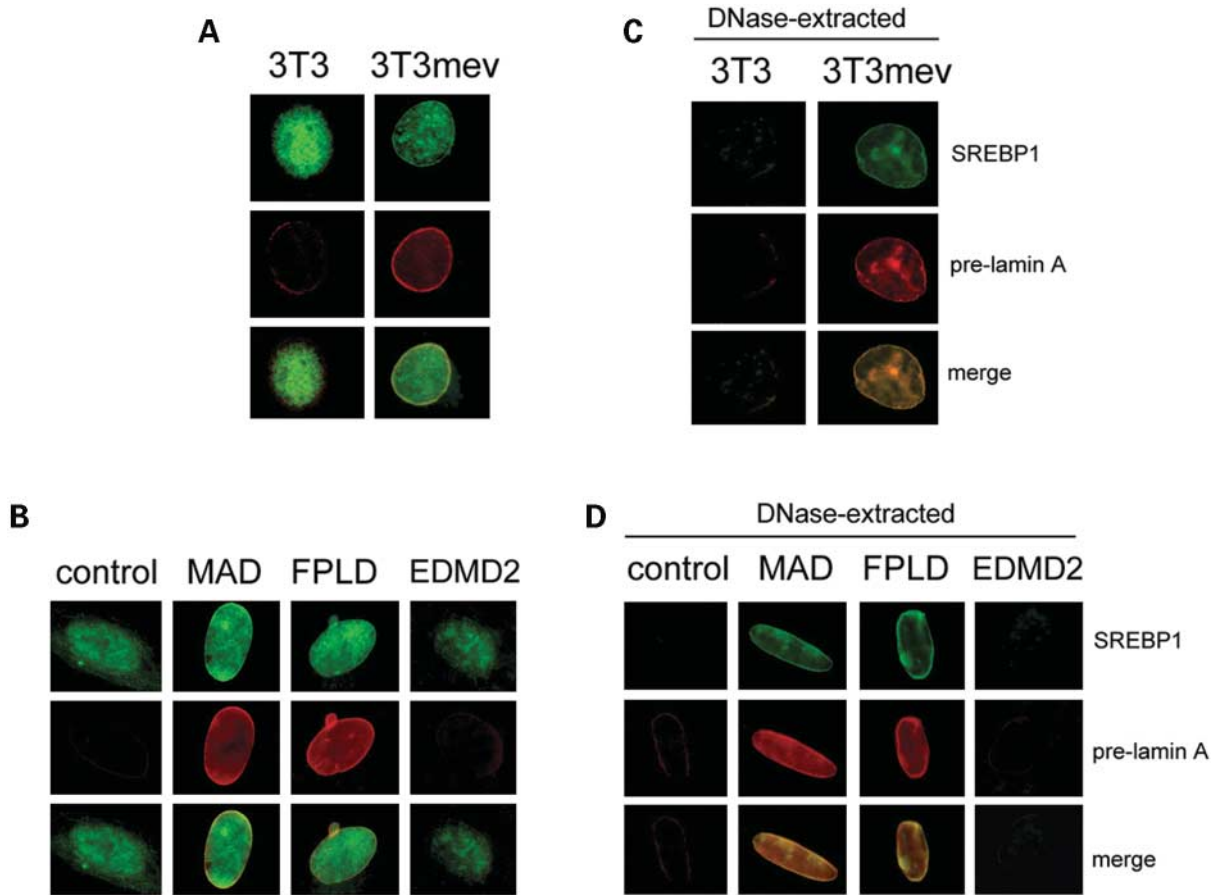 A
3T3 3T3mev
C
DNase-extracted
3T3 3T3mev
SREBP1
pre-lamin A
merge
B
control MAD FPLD EDMD2
D
DNase-extracted
control MAD FPLD EDMD2
SREBP1
pre-lamin A
merge